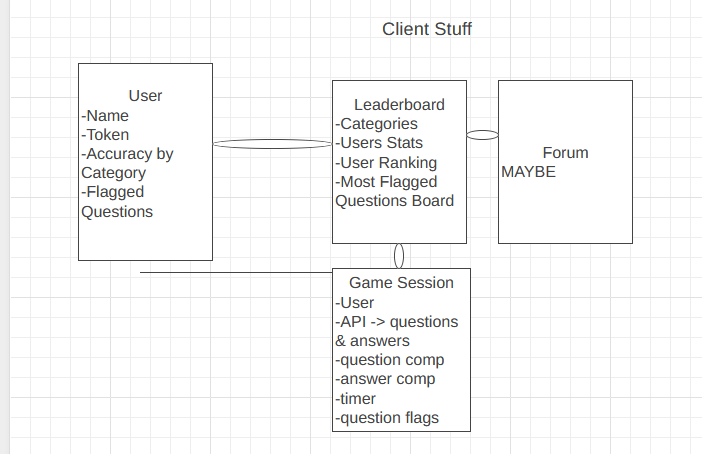 Client Stuff
User
-Name
-Token
-Accuracy by
Category
-Flagged
Questions
Leaderboard
-Categories
-Users Stats
-User Ranking
-Most Flagged
Questions Board
Forum
MAYBE
Game Session
-User
-API -> questions
& answers
-question comp
-answer comp
-timer
-question flags